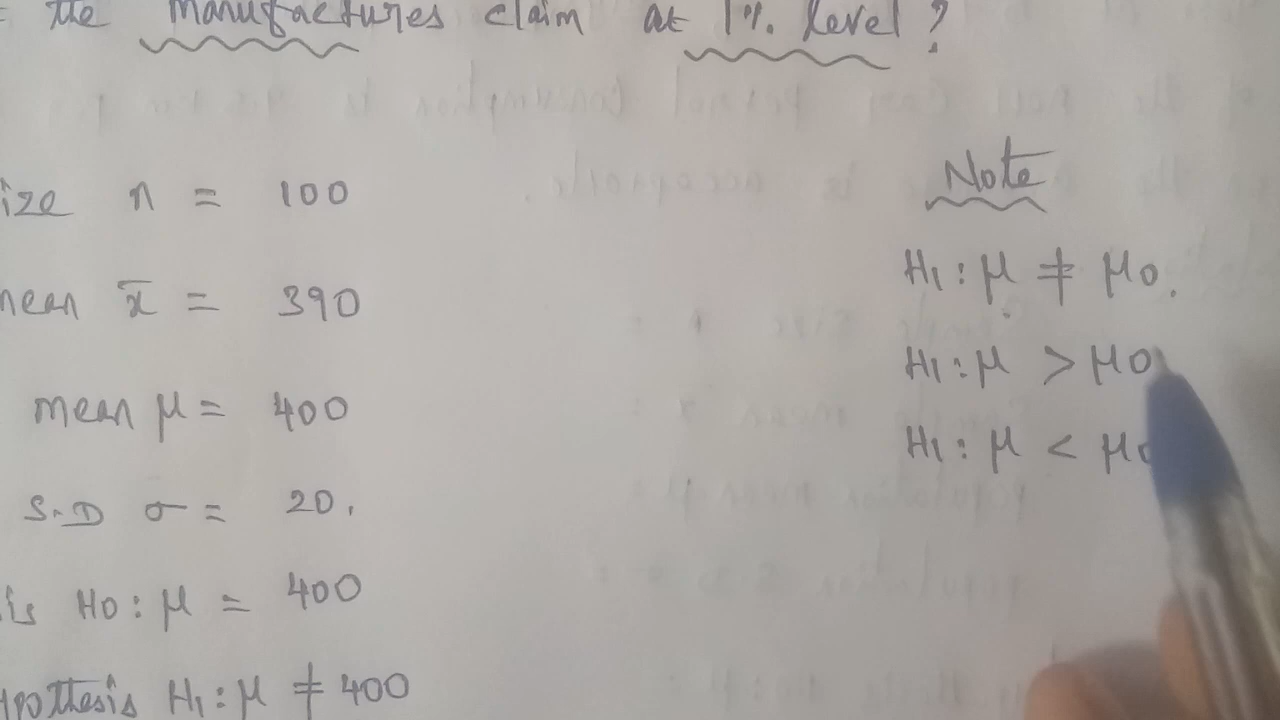 the manufactures claim at 1% level?
ize n = 100
mean x̄ = 390
mean μ = 400
S.D σ = 20.
is H0 : μ = 400
ypothesis H1 : μ ≠ 400
Note
H1 : μ ≠ μ0.
H1 : μ > μ0
H1 : μ < μ0